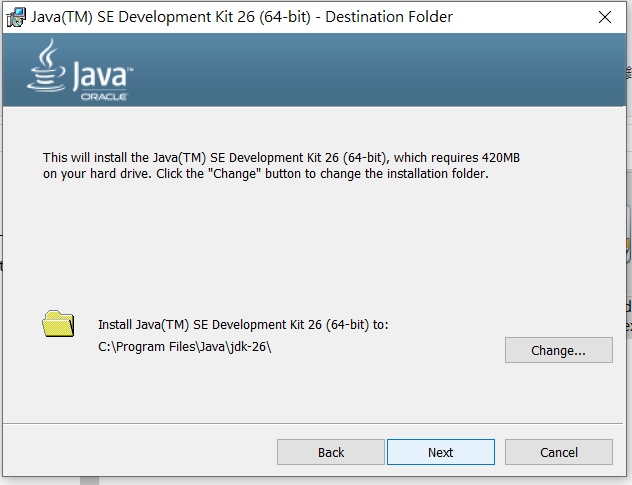 Java(TM) SE Development Kit 26 (64-bit) - Destination Folder
Java™
ORACLE
This will install the Java(TM) SE Development Kit 26 (64-bit), which requires 420MB
on your hard drive. Click the "Change" button to change the installation folder.
Install Java(TM) SE Development Kit 26 (64-bit) to:
C:\Program Files\Java\jdk-26\
Change...
Back
Next
Cancel